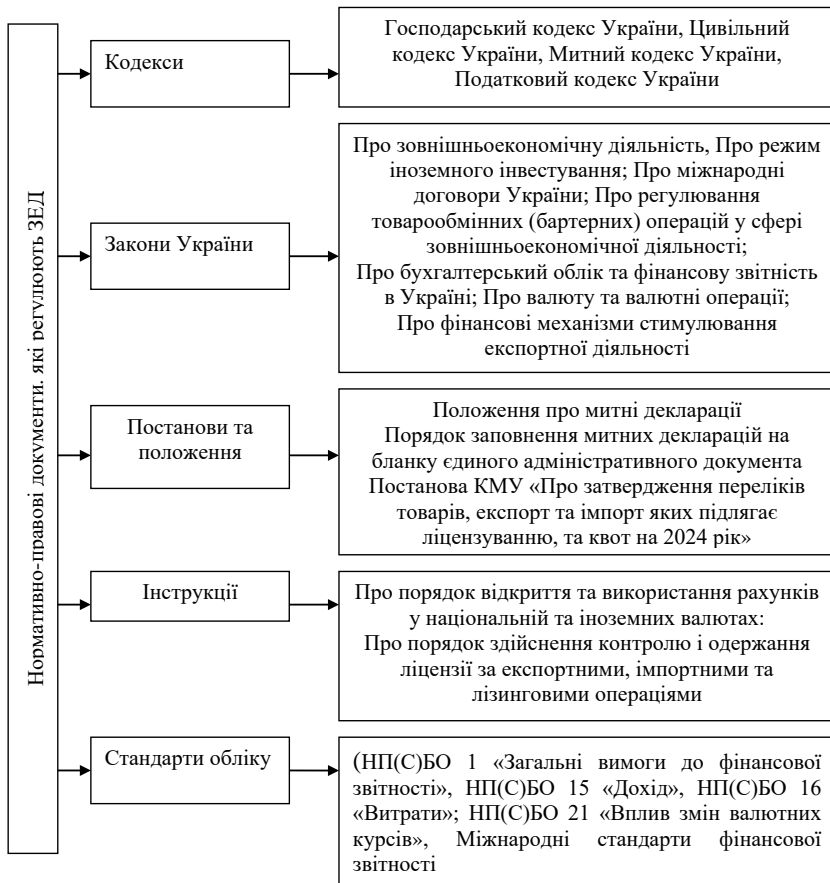 Нормативно-правові документи, які регулюють ЗЕД
Кодекси
Господарський кодекс України, Цивільний
кодекс України, Митний кодекс України,
Податковий кодекс України
Закони України
Про зовнішньоекономічну діяльність, Про режим
іноземного інвестування; Про міжнародні
договори України; Про регулювання
товарообмінних (бартерних) операцій у сфері
зовнішньоекономічної діяльності;
Про бухгалтерський облік та фінансову звітність
в Україні; Про валюту та валютні операції;
Про фінансові механізми стимулювання
експортної діяльності
Постанови та
положення
Положення про митні декларації
Порядок заповнення митних декларацій на
бланку єдиного адміністративного документа
Постанова КМУ «Про затвердження переліків
товарів, експорт та імпорт яких підлягає
ліцензуванню, та квот на 2024 рік»
Інструкції
Про порядок відкриття та використання рахунків
у національній та іноземних валютах:
Про порядок здійснення контролю і одержання
ліцензії за експортними, імпортними та
лізинговими операціями
Стандарти обліку
(НП(С)БО 1 «Загальні вимоги до фінансової
звітності», НП(С)БО 15 «Дохід», НП(С)БО 16
«Витрати»; НП(С)БО 21 «Вплив змін валютних
курсів», Міжнародні стандарти фінансової
звітності